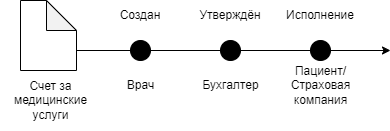 Создан
Утверждён
Исполнение
Счет за
медицинские
услуги
Врач
Бухгалтер
Пациент/
Страховая
компания